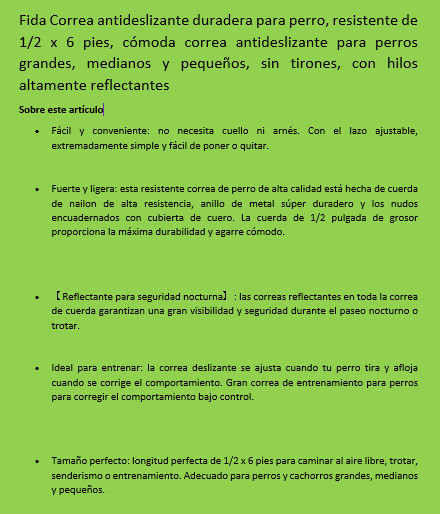 Fida Correa antideslizante duradera para perro, resistente de
1/2 x 6 pies, cómoda correa antideslizante para perros
grandes, medianos y pequeños, sin tirones, con hilos
altamente reflectantes
Sobre este artículo
• Fácil y conveniente: no necesita cuello ni arnés. Con el lazo ajustable,
extremadamente simple y fácil de poner o quitar.
• Fuerte y ligera: esta resistente correa de perro de alta calidad está hecha de cuerda
de nailon de alta resistencia, anillo de metal súper duradero y los nudos
encuadernados con cubierta de cuero. La cuerda de 1/2 pulgada de grosor
proporciona la máxima durabilidad y agarre cómodo.
• 【Reflectante para seguridad nocturna】: las correas reflectantes en toda la correa
de cuerda garantizan una gran visibilidad y seguridad durante el paseo nocturno o
trotar.
• Ideal para entrenar: la correa deslizante se ajusta cuando tu perro tira y afloja
cuando se corrige el comportamiento. Gran correa de entrenamiento para perros
para corregir el comportamiento bajo control.
• Tamaño perfecto: longitud perfecta de 1/2 x 6 pies para caminar al aire libre, trotar,
senderismo o entrenamiento. Adecuado para perros y cachorros grandes, medianos
y pequeños.